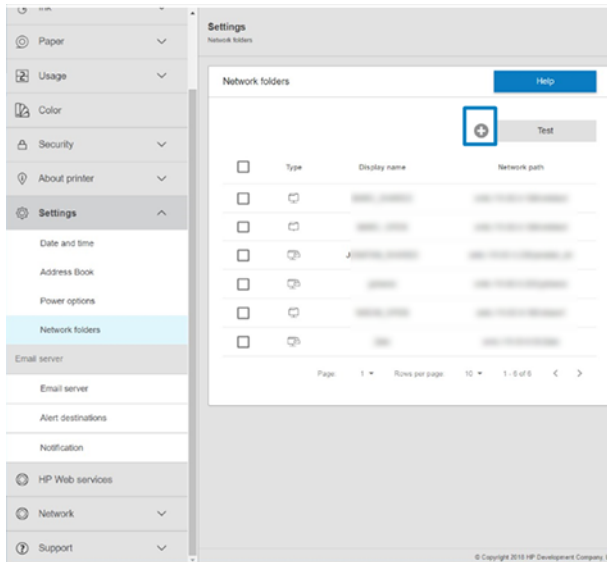 Ink
Paper
Usage
Color
Security
About printer
Settings
Date and time
Address Book
Power options
Network folders
Email server
Email server
Alert destinations
Notification
HP Web services
Network
Support
Settings
Network folders
Network folders
Help
Test
Type Display name Network path
Page: 1 Rows per page: 10 1 - 6 of 6
© Copyright 2018 HP Development Company,